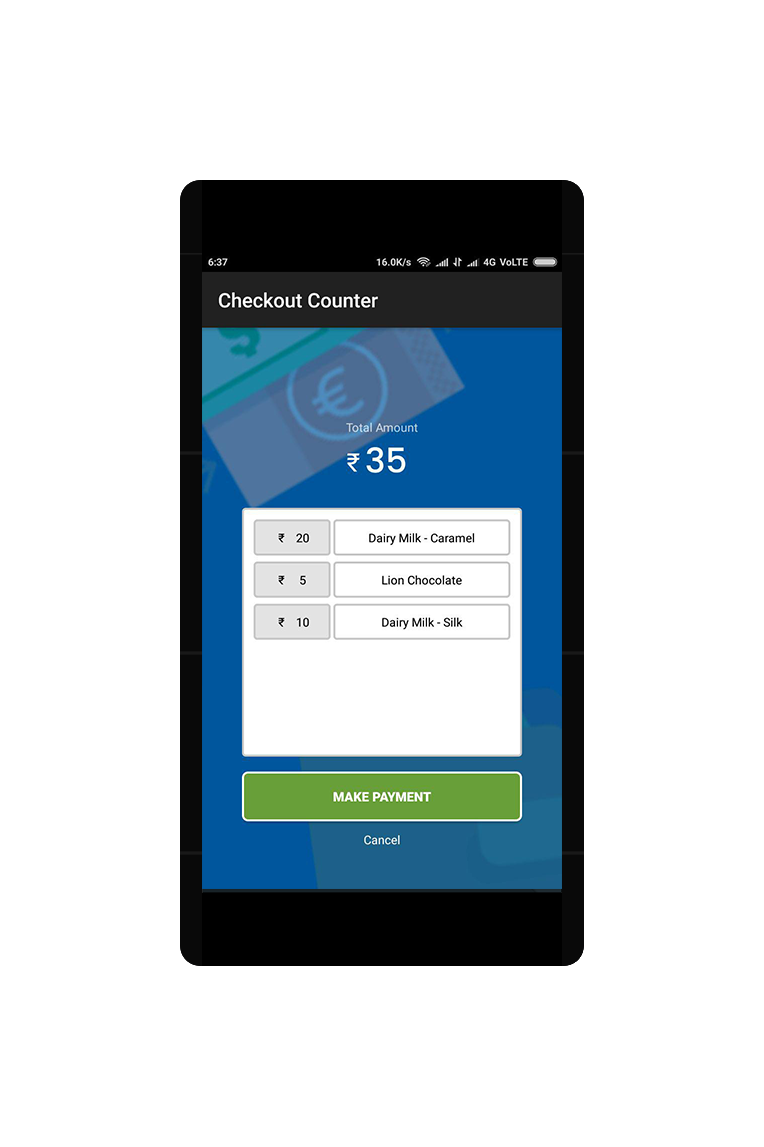 6:37 16.0K/s 4G VoLTE
Checkout Counter
$
€
Total Amount
₹ 35
₹ 20 Dairy Milk - Caramel
₹ 5 Lion Chocolate
₹ 10 Dairy Milk - Silk
MAKE PAYMENT
Cancel